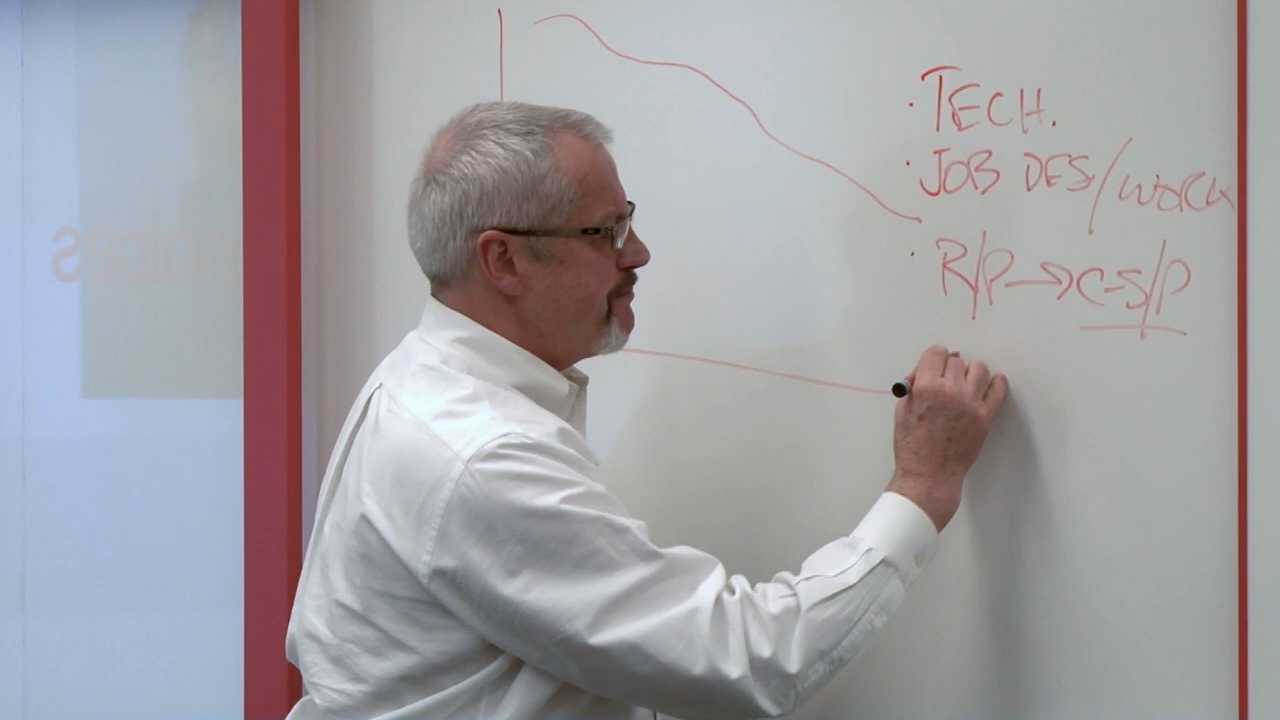 · TECH.
· JOB DES/WORK
· R/P→C-S/P